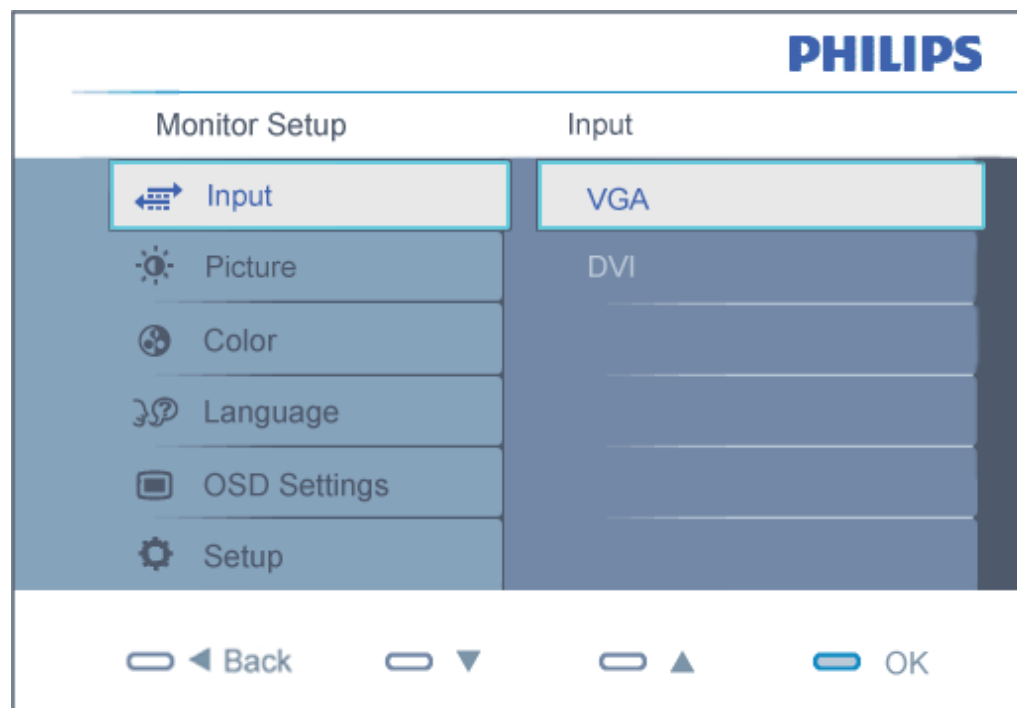 PHILIPS
Monitor Setup Input
Input VGA
Picture DVI
Color
Language
OSD Settings
Setup
Back OK